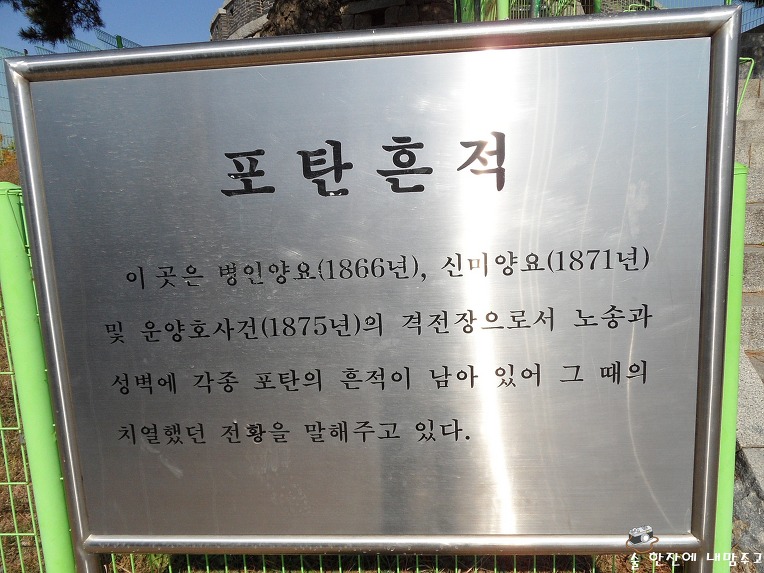 포탄흔적
이 곳은 병인양요(1866년), 신미양요(1871년)
및 운양호사건(1875년)의 격전장으로서 노송과
성벽에 각종 포탄의 흔적이 남아 있어 그 때의
치열했던 전황을 말해주고 있다.
술 한잔에 내맘주고